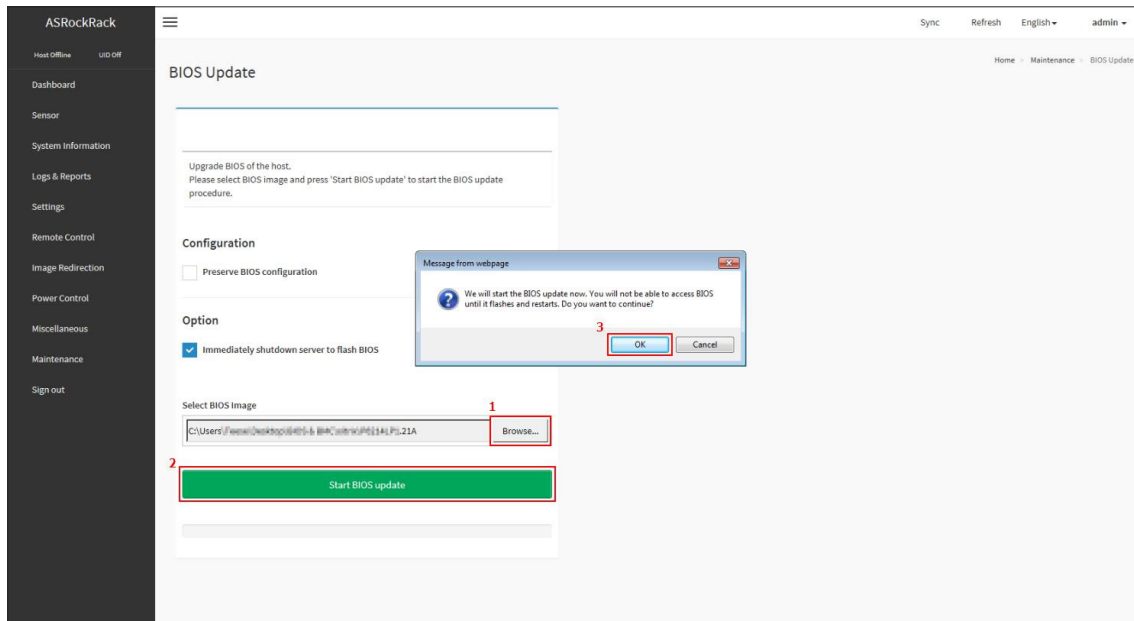 ASRockRack
Sync Refresh English admin
Host Offline UID Off
Home Maintenance BIOS Update
BIOS Update
Dashboard
Sensor
System Information
Logs & Reports
Settings
Remote Control
Image Redirection
Power Control
Miscellaneous
Maintenance
Sign out
Upgrade BIOS of the host.
Please select BIOS image and press 'Start BIOS update' to start the BIOS update
procedure.
Configuration
Preserve BIOS configuration
Option
Immediately shutdown server to flash BIOS
Message from webpage
We will start the BIOS update now. You will not be able to access BIOS
until it flashes and restarts. Do you want to continue?
3
OK Cancel
Select BIOS Image
1
C:\Users\ .21A Browse...
2
Start BIOS update